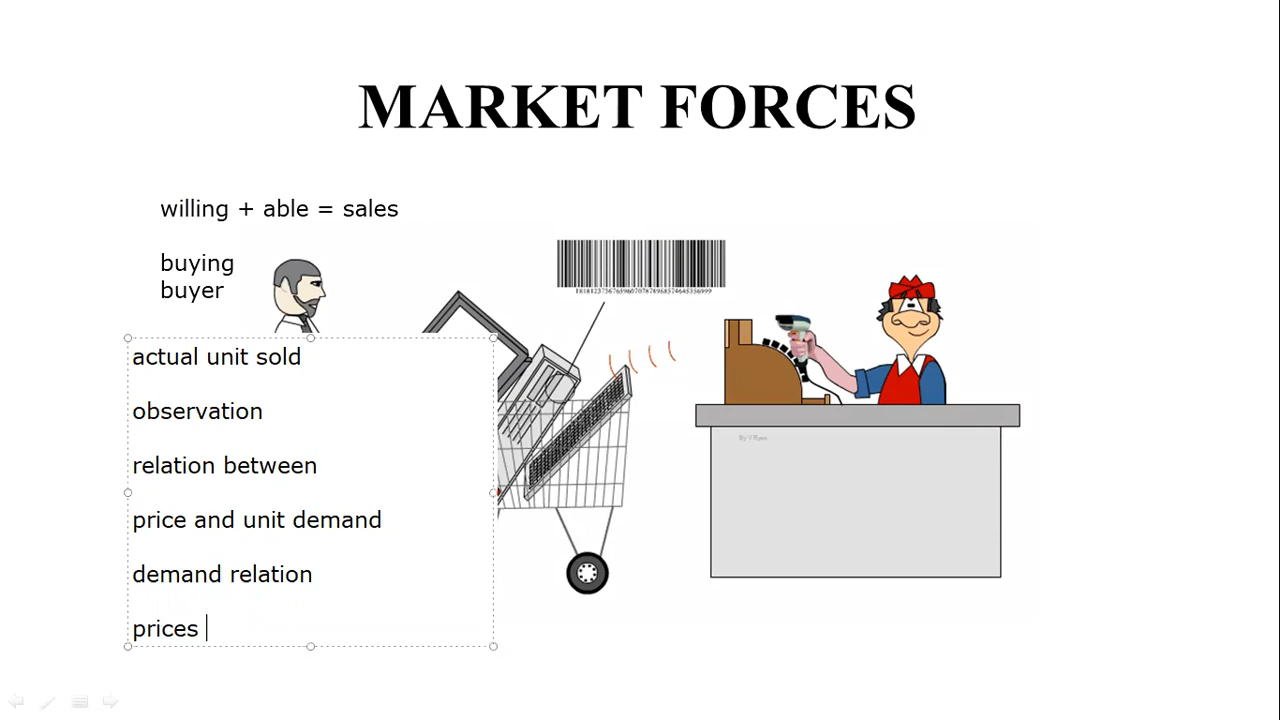 MARKET FORCES
willing + able = sales
buying
buyer
actual unit sold
observation
relation between
price and unit demand
demand relation
prices